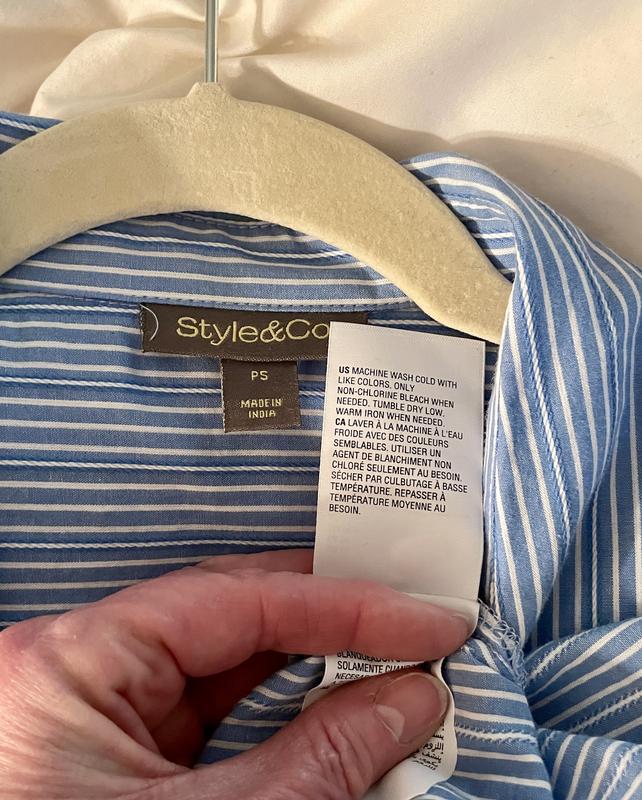 Style&Co
PS
MADE IN
INDIA
US MACHINE WASH COLD WITH
LIKE COLORS. ONLY
NON-CHLORINE BLEACH WHEN
NEEDED. TUMBLE DRY LOW.
WARM IRON WHEN NEEDED.
CA LAVER À LA MACHINE À L'EAU
FROIDE AVEC DES COULEURS
SEMBLABLES. UTILISER UN
AGENT DE BLANCHIMENT NON
CHLORÉ SEULEMENT AU BESOIN.
SÉCHER PAR CULBUTAGE À BASSE
TEMPÉRATURE. REPASSER À
TEMPÉRATURE MOYENNE AU
BESOIN.
BLANQUEADOR
SOLAMENTE